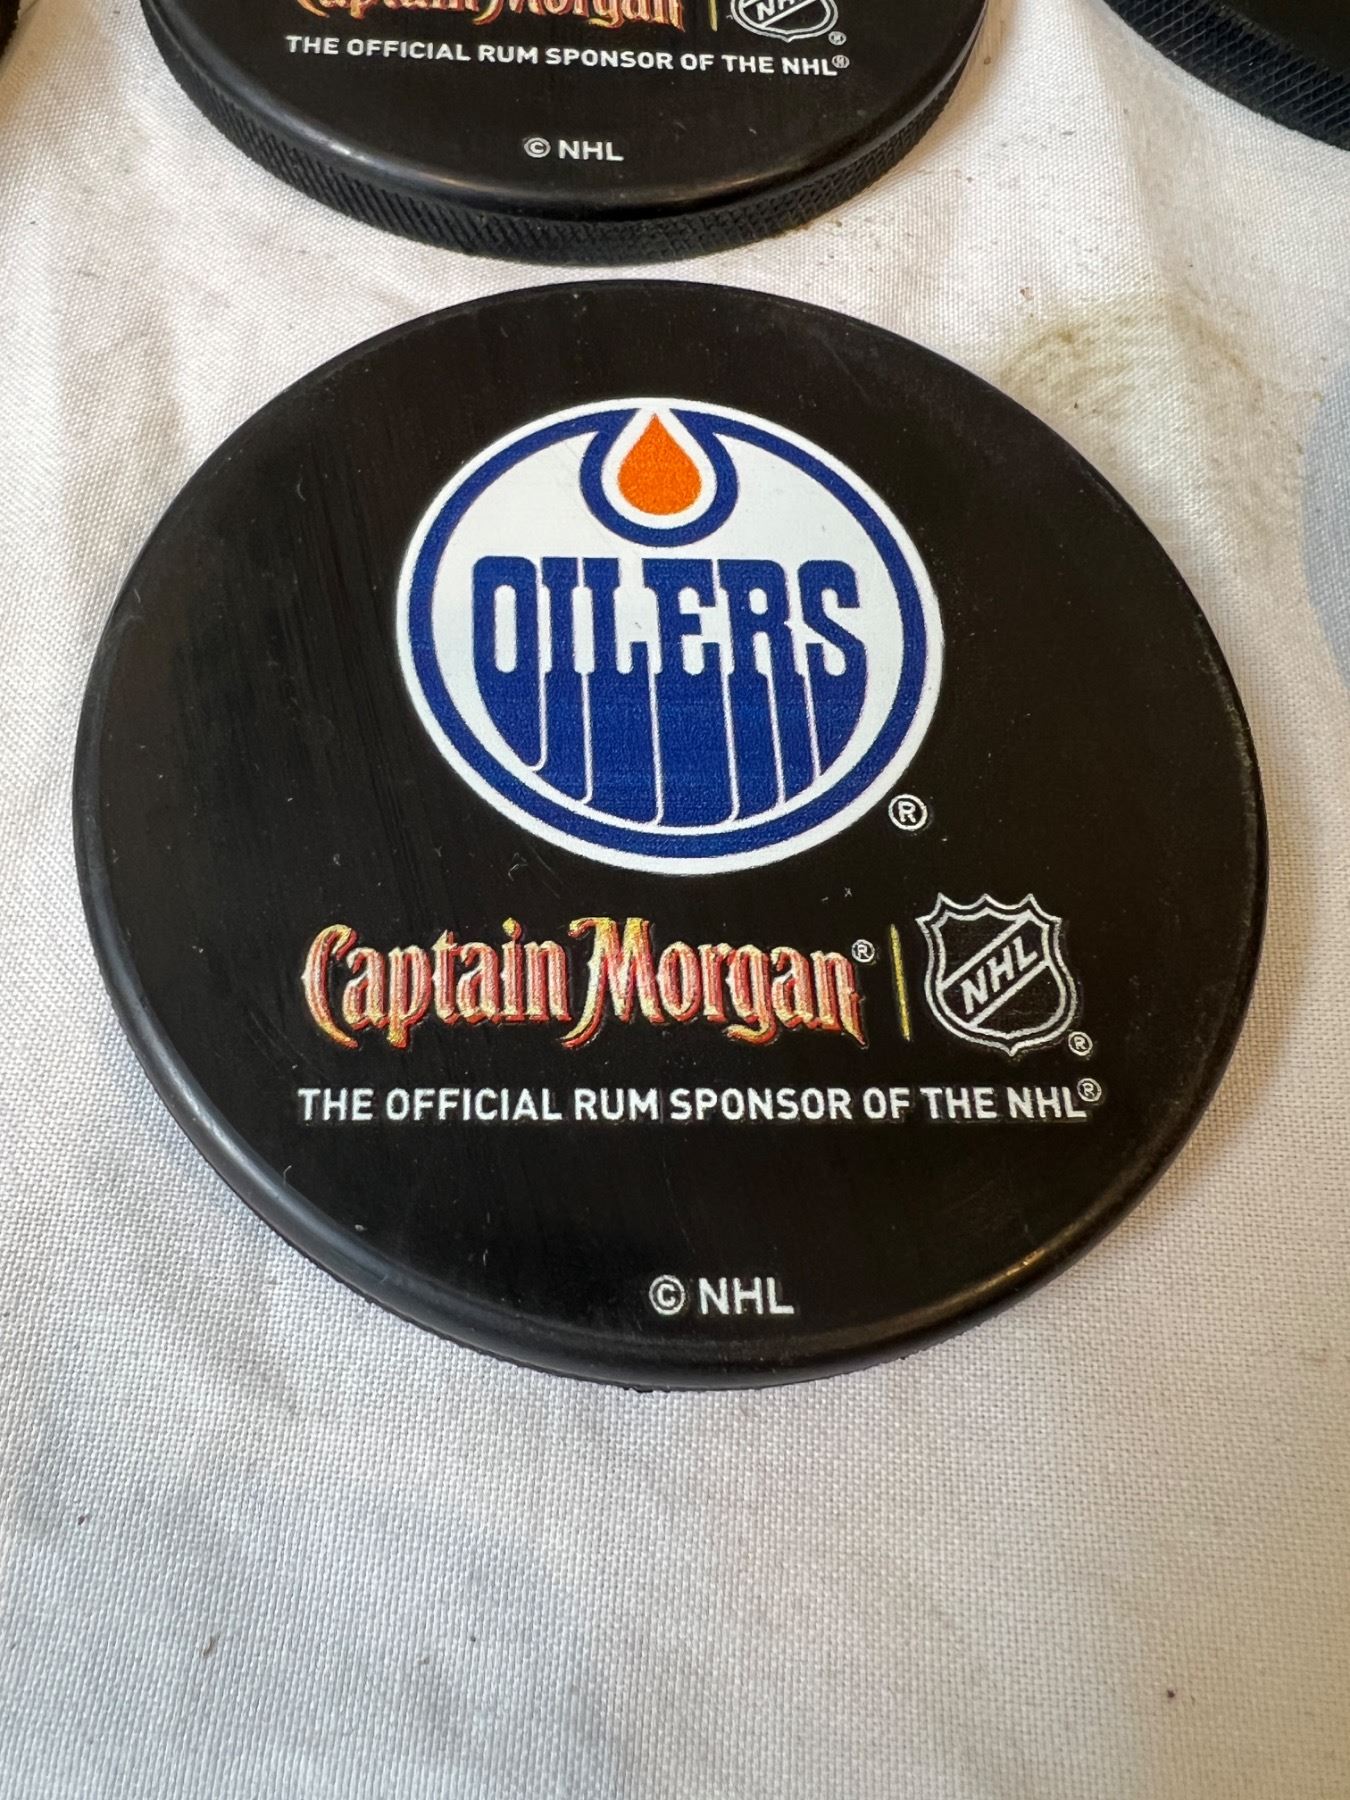 Captain Morgan
NHL®
THE OFFICIAL RUM SPONSOR OF THE NHL®
© NHL
OILERS
®
Captain Morgan® | NHL®
THE OFFICIAL RUM SPONSOR OF THE NHL®
© NHL